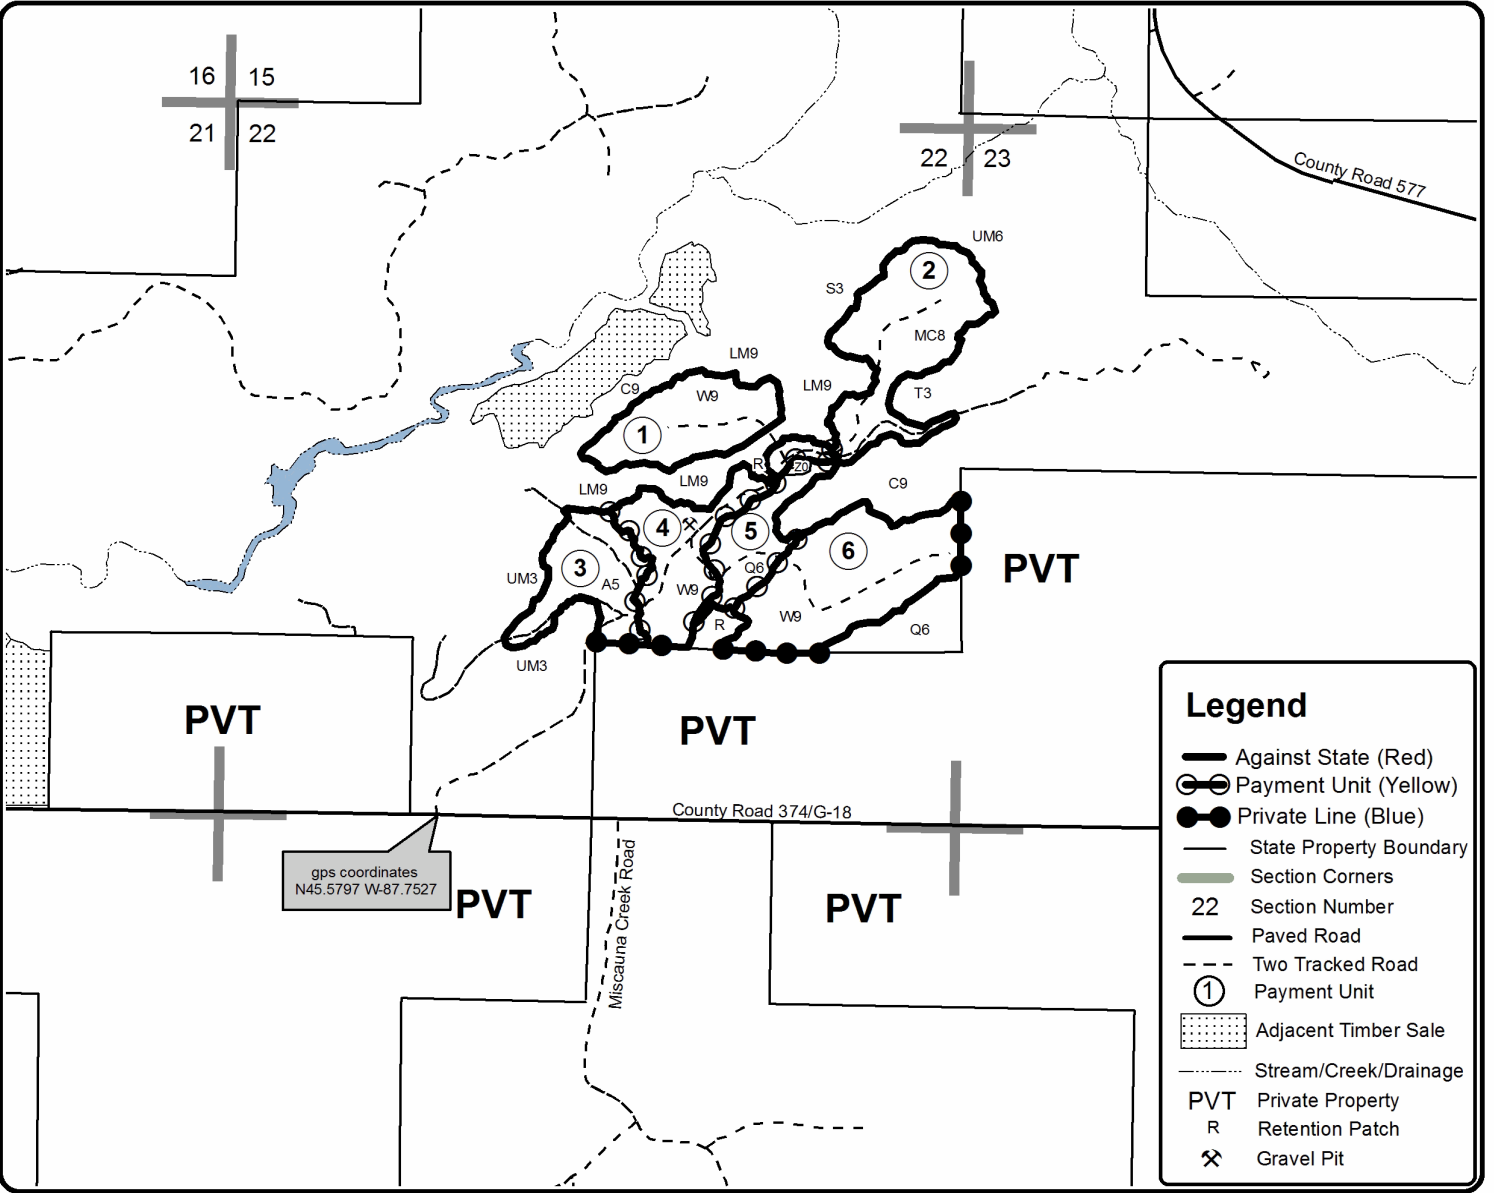 16 15
21 22
22 23
County Road 577
UM6
2
S3
MC8
LM9
LM9
T3
C9
W9
1
R
Z0
LM9
LM9
C9
4
5
6
3
UM3
A5
W9
Q6
R
W9
Q6
UM3
PVT
PVT
PVT
County Road 374/G-18
gps coordinates
N45.5797 W-87.7527
PVT
PVT
Miscauna Creek Road
Legend
Against State (Red)
Payment Unit (Yellow)
Private Line (Blue)
State Property Boundary
Section Corners
22 Section Number
Paved Road
Two Tracked Road
1 Payment Unit
Adjacent Timber Sale
Stream/Creek/Drainage
PVT Private Property
R Retention Patch
Gravel Pit